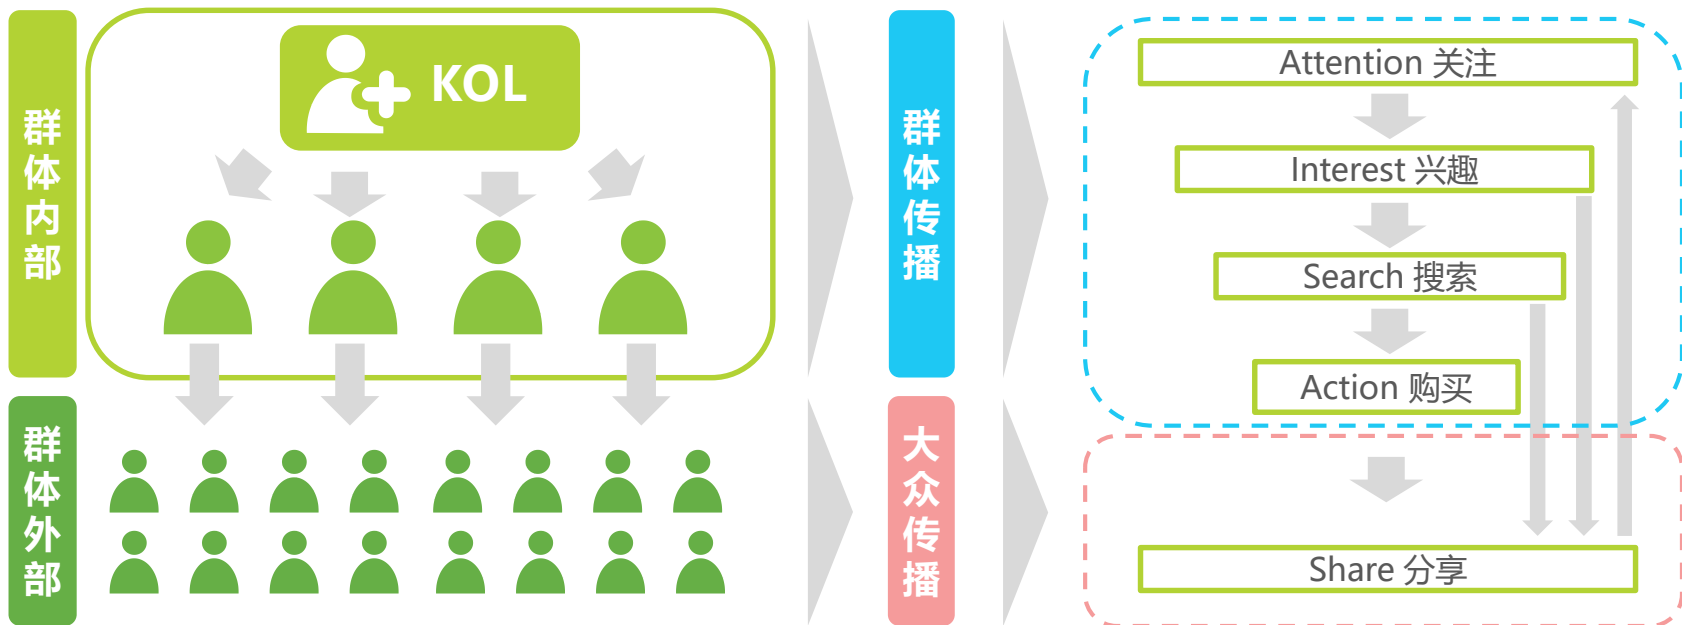 群体内部
KOL
群体外部
群体传播
大众传播
Attention 关注
Interest 兴趣
Search 搜索
Action 购买
Share 分享